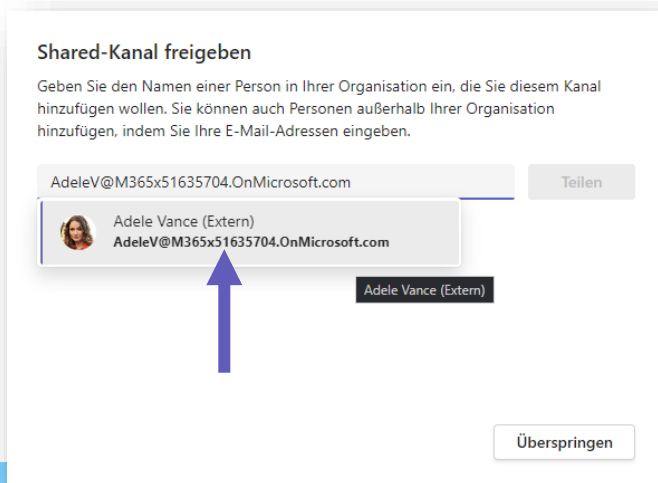 Shared-Kanal freigeben
Geben Sie den Namen einer Person in Ihrer Organisation ein, die Sie diesem Kanal
hinzufügen wollen. Sie können auch Personen außerhalb Ihrer Organisation
hinzufügen, indem Sie Ihre E-Mail-Adressen eingeben.
AdeleV@M365x51635704.OnMicrosoft.com
Teilen
Adele Vance (Extern)
AdeleV@M365x51635704.OnMicrosoft.com
Adele Vance (Extern)
Überspringen